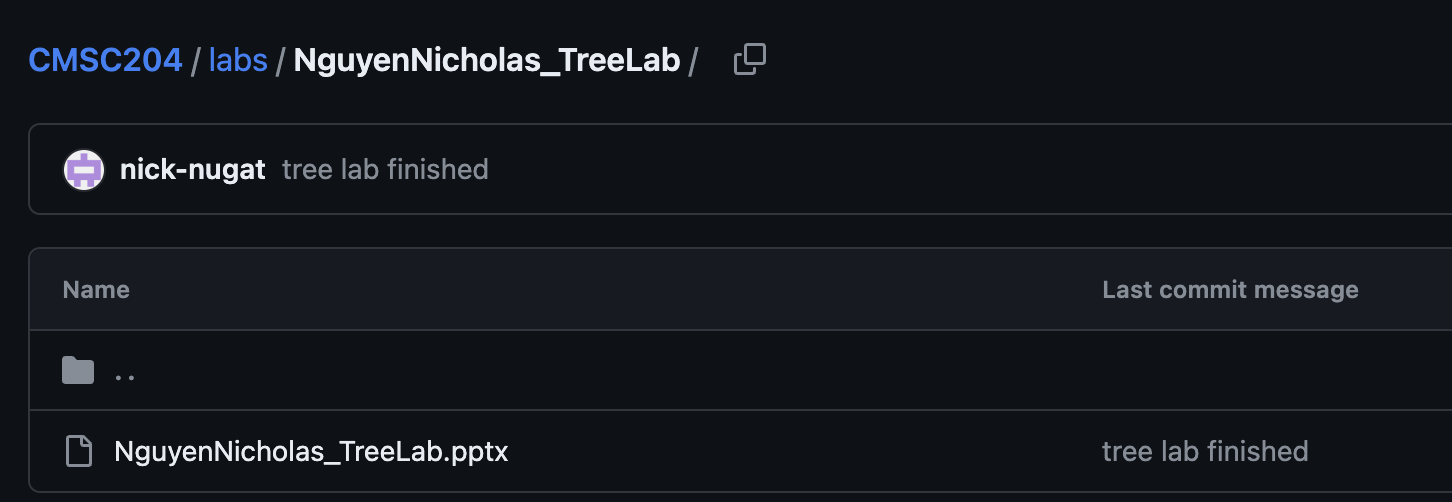 CMSC204 / labs / NguyenNicholas_TreeLab /
nick-nugat tree lab finished
Name Last commit message
..
NguyenNicholas_TreeLab.pptx tree lab finished